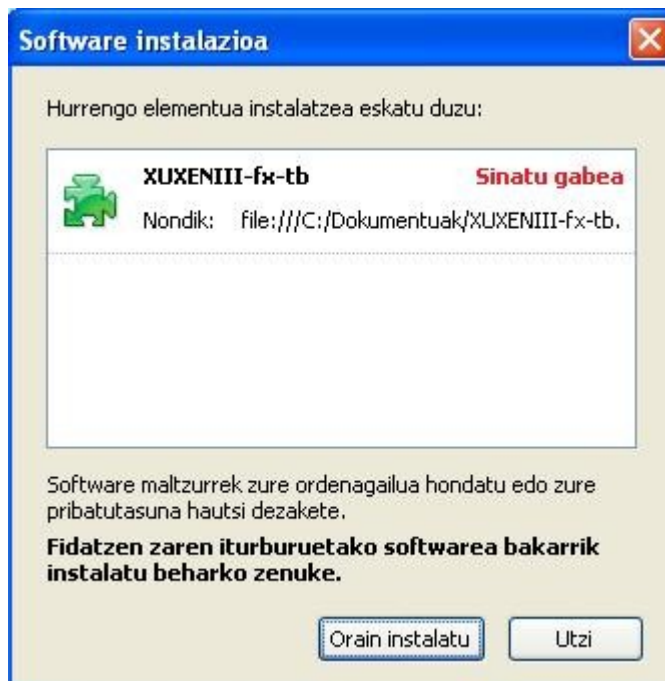 Software instalazioa
Hurrengo elementua instalatzea eskatu duzu:
XUXENIII-fx-tb Sinatu gabea
Nondik: file:///C:/Dokumentuak/XUXENIII-fx-tb.
Software maltzurrek zure ordenagailua hondatu edo zure
pribatutasuna hautsi dezakete.
Fidatzen zaren iturburuetako softwarea bakarrik
instalatu beharko zenuke.
Orain instalatu Utzi